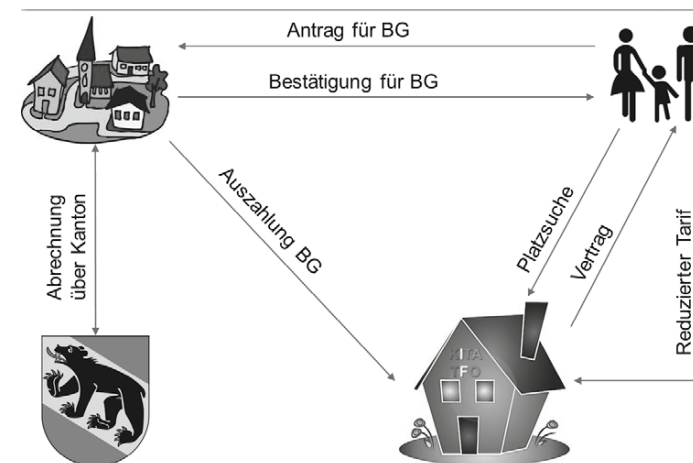 Antrag für BG
Bestätigung für BG
Abrechnung
über Kanton
Auszahlung BG
Platzsuche
Vertrag
Reduzierter Tarif
KITA
TFO